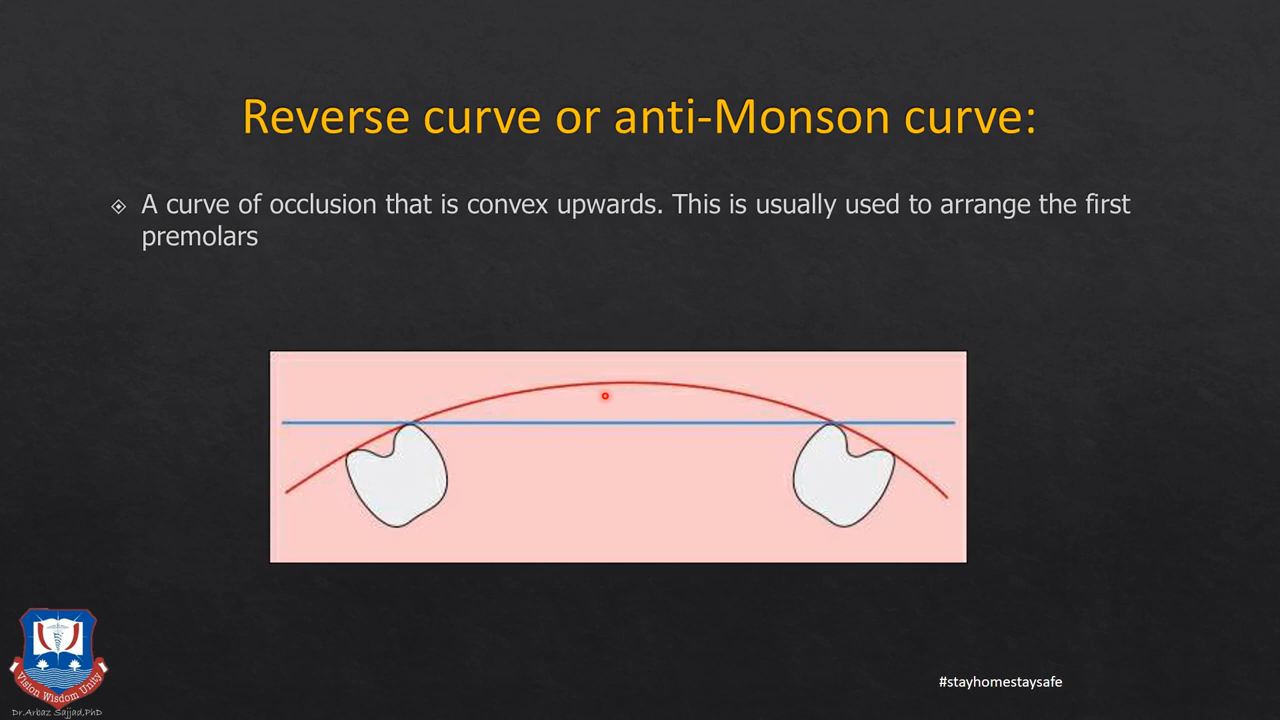 Reverse curve or anti-Monson curve:
A curve of occlusion that is convex upwards. This is usually used to arrange the first
premolars
Vision Wisdom Unity
Dr.Arbaz Sajjad,PhD
#stayhomestaysafe